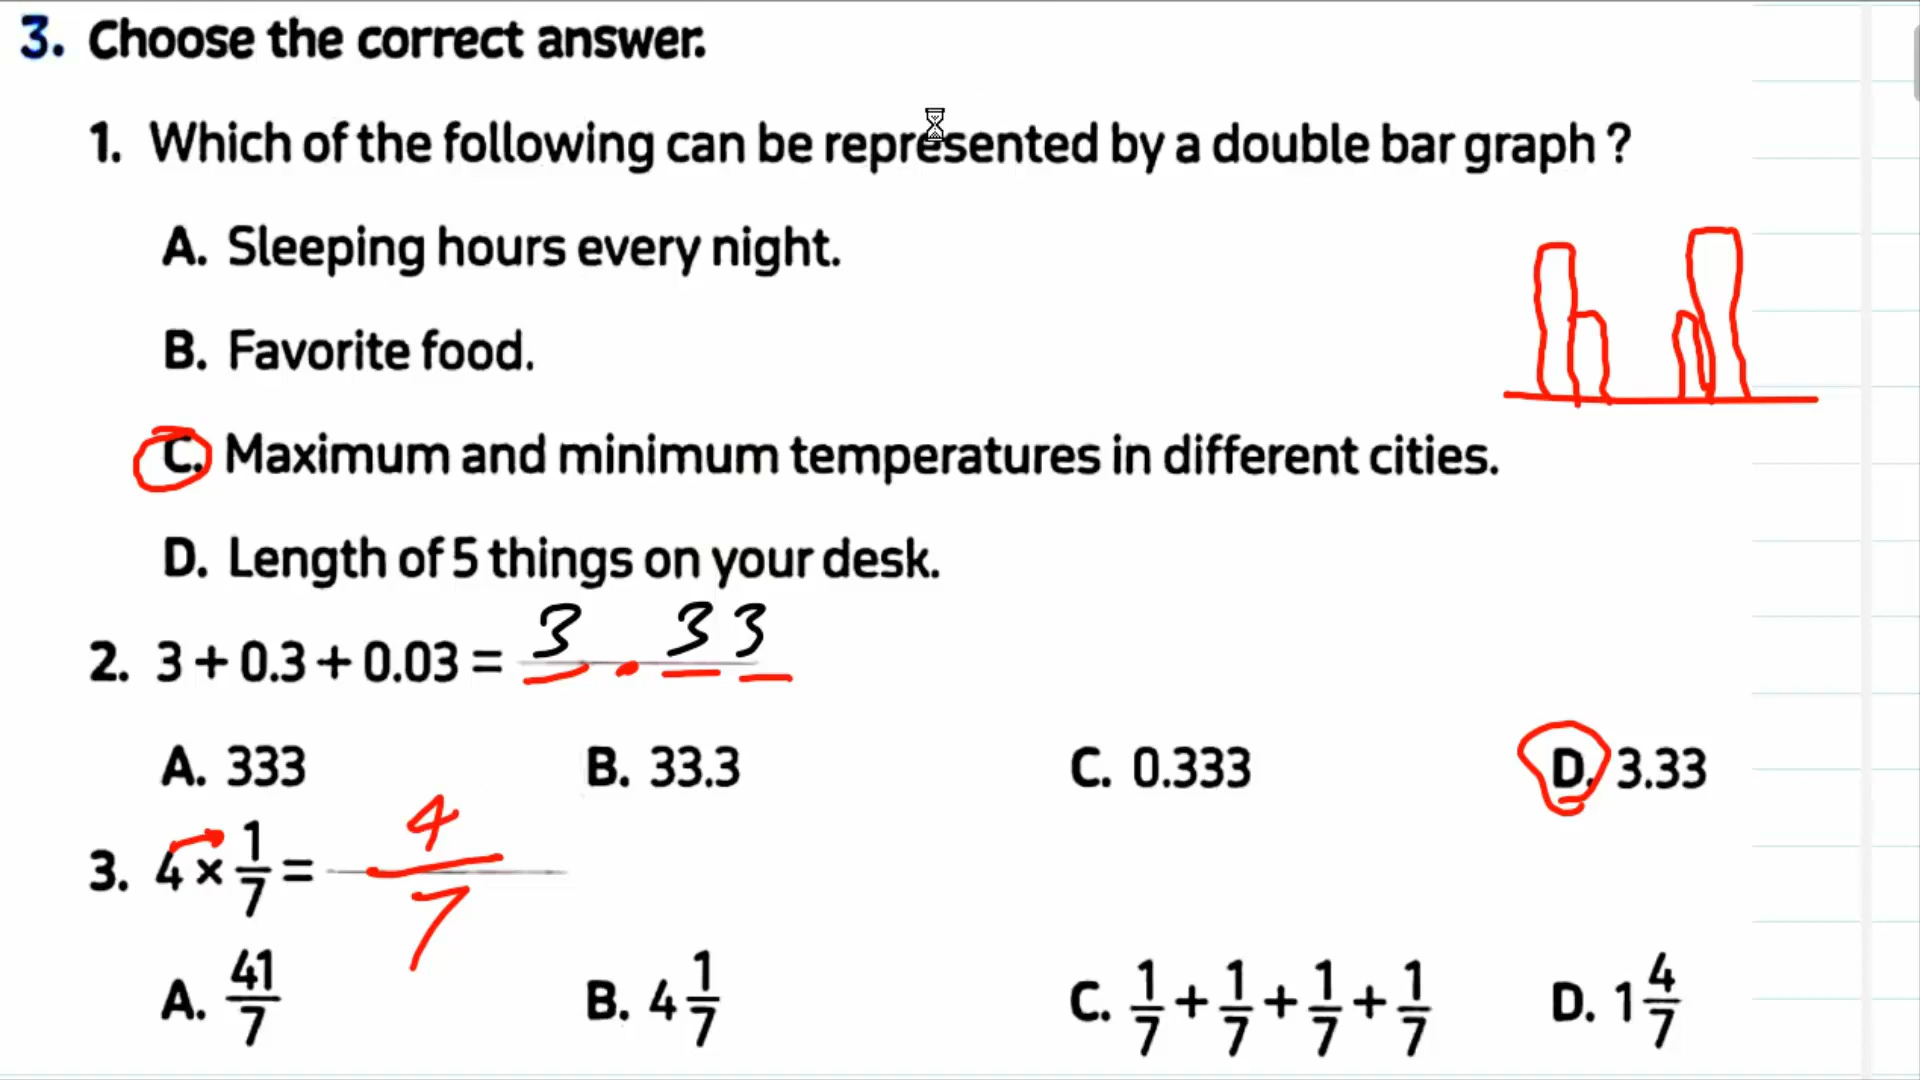 3. Choose the correct answer.
1. Which of the following can be represented by a double bar graph ?
A. Sleeping hours every night.
B. Favorite food.
C. Maximum and minimum temperatures in different cities.
D. Length of 5 things on your desk.
2. 3 + 0.3 + 0.03 = 3.33
A. 333 B. 33.3 C. 0.333 D. 3.33
3. 4 × 1/7 = 4/7
A. 41/7 B. 4 1/7 C. 1/7 + 1/7 + 1/7 + 1/7 D. 1 4/7